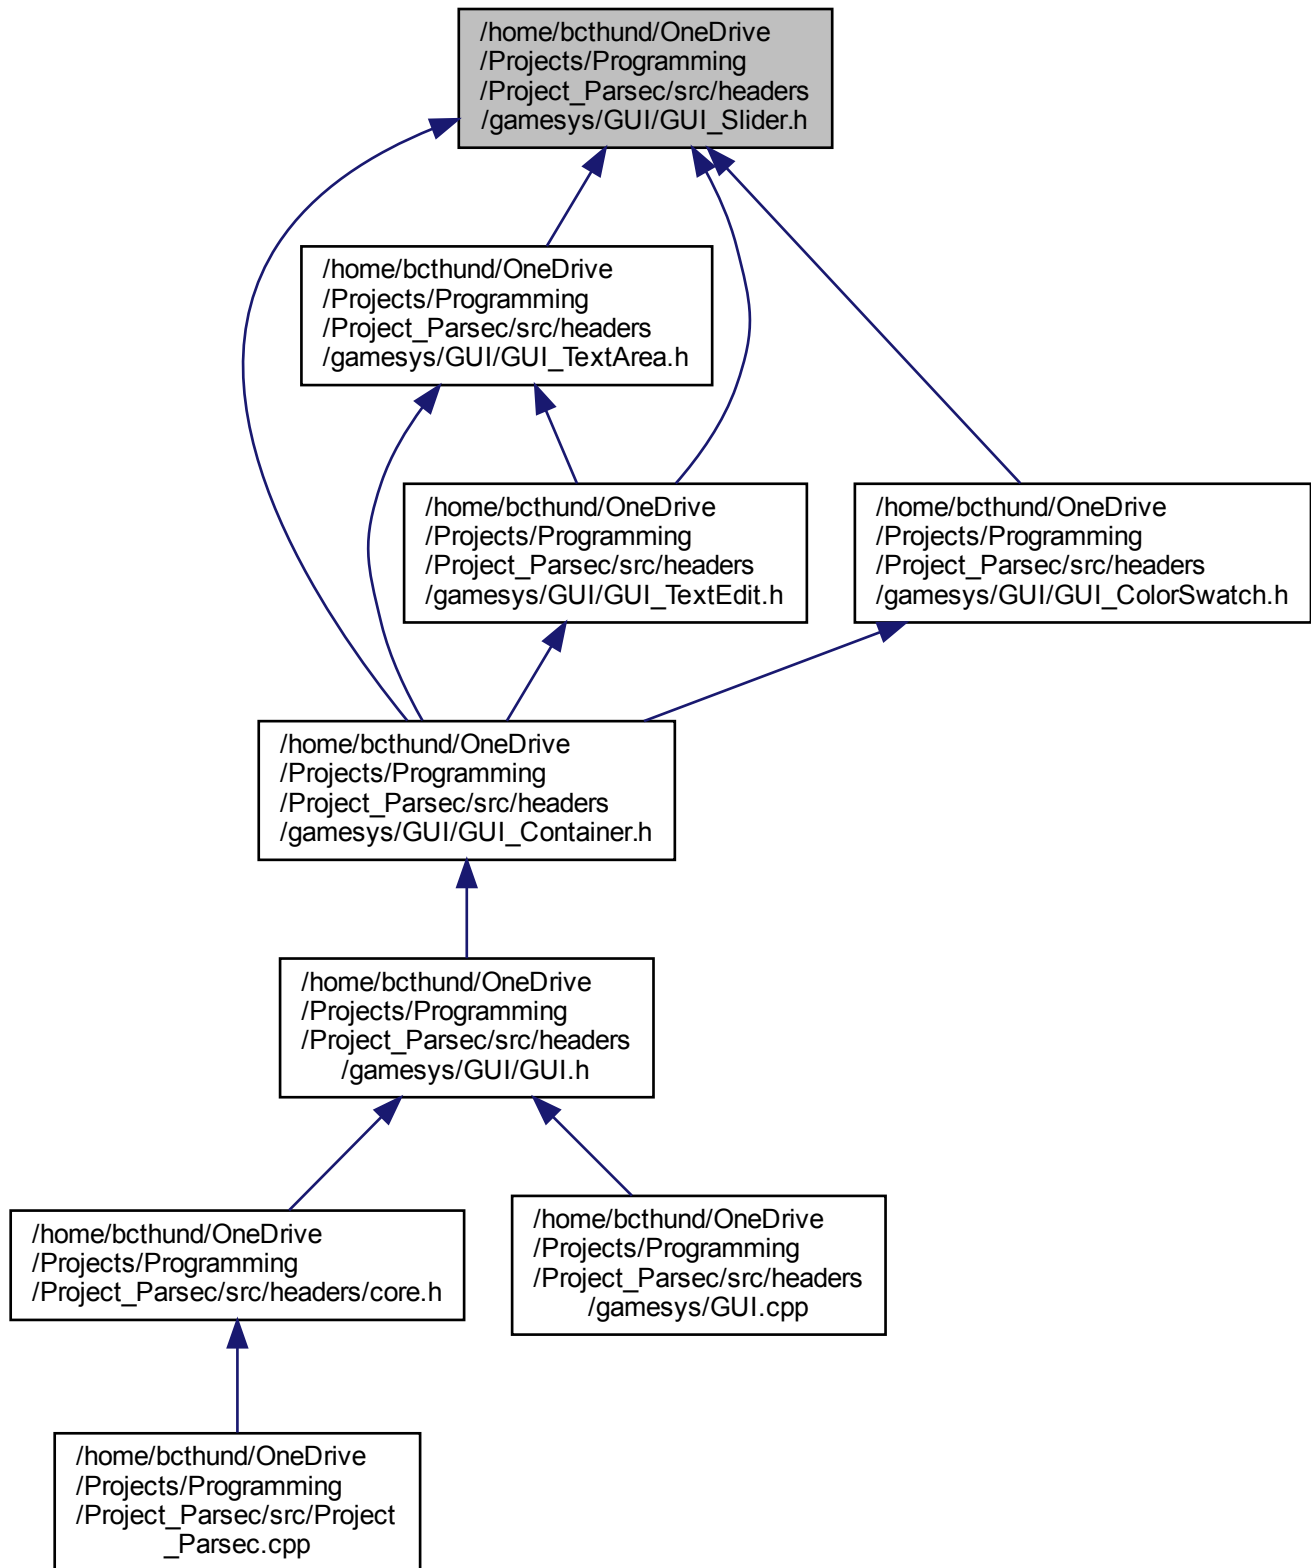 /home/bcthund/OneDrive
/Projects/Programming
/Project_Parsec/src/headers
/gamesys/GUI/GUI_Slider.h
/home/bcthund/OneDrive
/Projects/Programming
/Project_Parsec/src/headers
/gamesys/GUI/GUI_TextArea.h
/home/bcthund/OneDrive
/Projects/Programming
/Project_Parsec/src/headers
/gamesys/GUI/GUI_TextEdit.h
/home/bcthund/OneDrive
/Projects/Programming
/Project_Parsec/src/headers
/gamesys/GUI/GUI_ColorSwatch.h
/home/bcthund/OneDrive
/Projects/Programming
/Project_Parsec/src/headers
/gamesys/GUI/GUI_Container.h
/home/bcthund/OneDrive
/Projects/Programming
/Project_Parsec/src/headers
/gamesys/GUI/GUI.h
/home/bcthund/OneDrive
/Projects/Programming
/Project_Parsec/src/headers/core.h
/home/bcthund/OneDrive
/Projects/Programming
/Project_Parsec/src/headers
/gamesys/GUI.cpp
/home/bcthund/OneDrive
/Projects/Programming
/Project_Parsec/src/Project
_Parsec.cpp